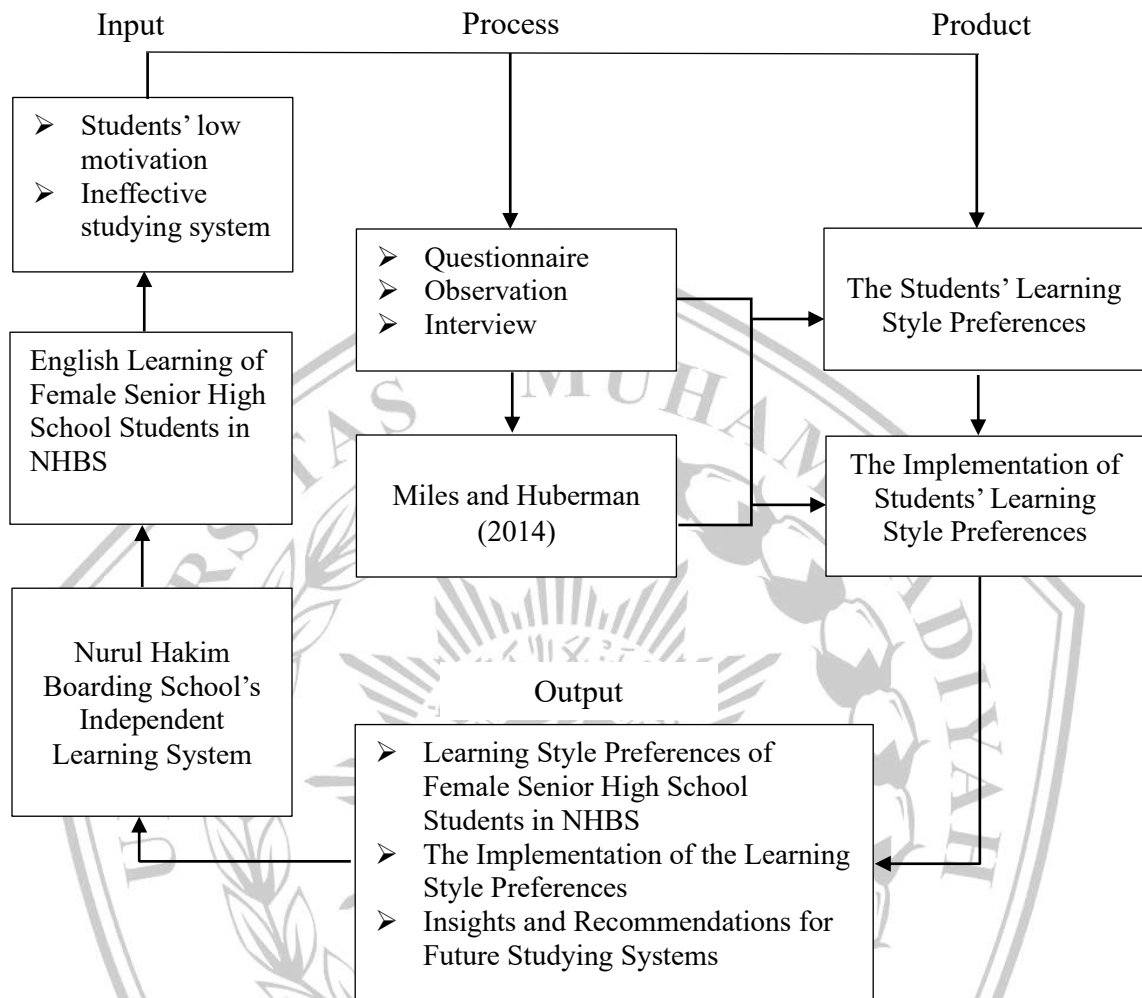 Input
Process
Product
➢ Students’ low
motivation
➢ Ineffective
studying system
English Learning of
Female Senior High
School Students in
NHBS
Nurul Hakim
Boarding School’s
Independent
Learning System
➢ Questionnaire
➢ Observation
➢ Interview
Miles and Huberman
(2014)
The Students’ Learning
Style Preferences
The Implementation of
Students’ Learning
Style Preferences
Output
➢ Learning Style Preferences of
Female Senior High School
Students in NHBS
➢ The Implementation of the Learning
Style Preferences
➢ Insights and Recommendations for
Future Studying Systems
MUHAM
ADIYAH